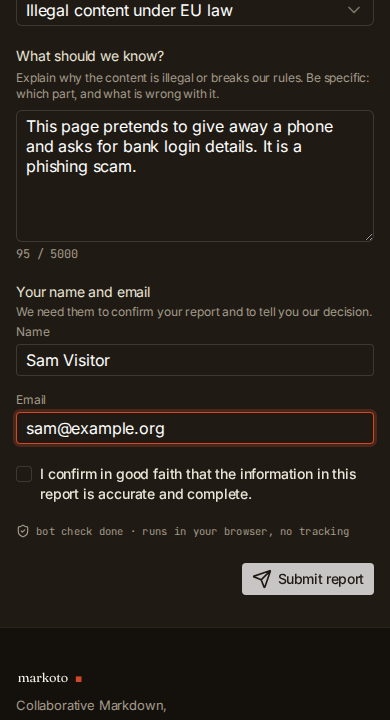 Illegal content under EU law
What should we know?
Explain why the content is illegal or breaks our rules. Be specific:
which part, and what is wrong with it.
This page pretends to give away a phone
and asks for bank login details. It is a
phishing scam.
95 / 5000
Your name and email
We need them to confirm your report and to tell you our decision.
Name
Sam Visitor
Email
sam@example.org
I confirm in good faith that the information in this
report is accurate and complete.
bot check done · runs in your browser, no tracking
Submit report
markoto
Collaborative Markdown,